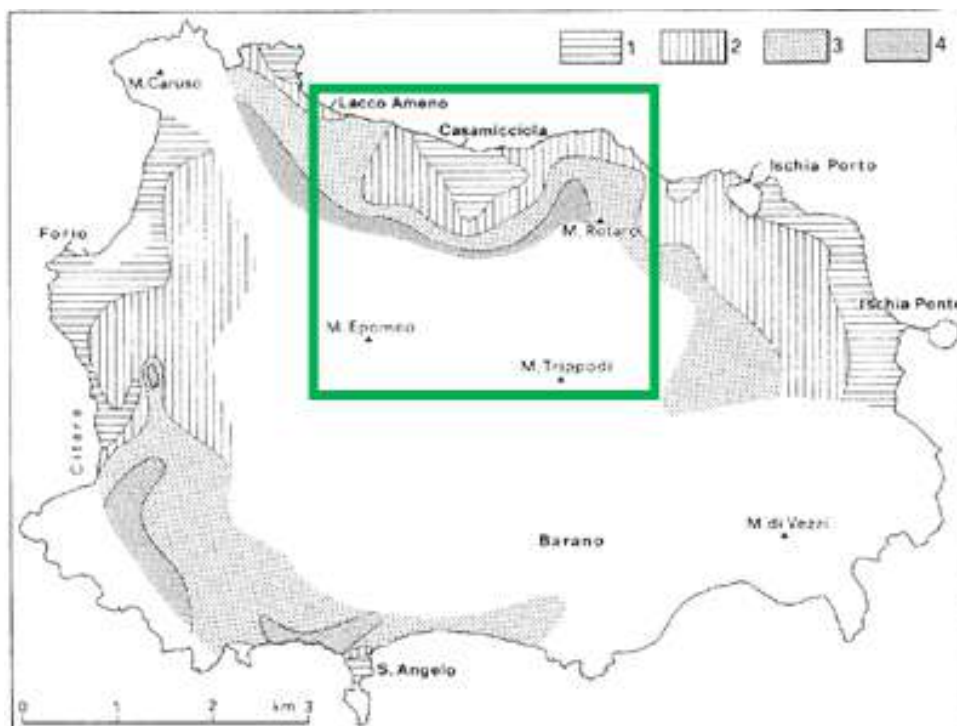 1 2 3 4
M. Caruso
Lacco Ameno
Casamicciola
Ischia Porto
Forio
M. Rotaro
Ischia Ponte
M. Epomeo
M. Trippodi
Citara
Barano
M. di Vezzi
S. Angelo
0 1 2 km 3